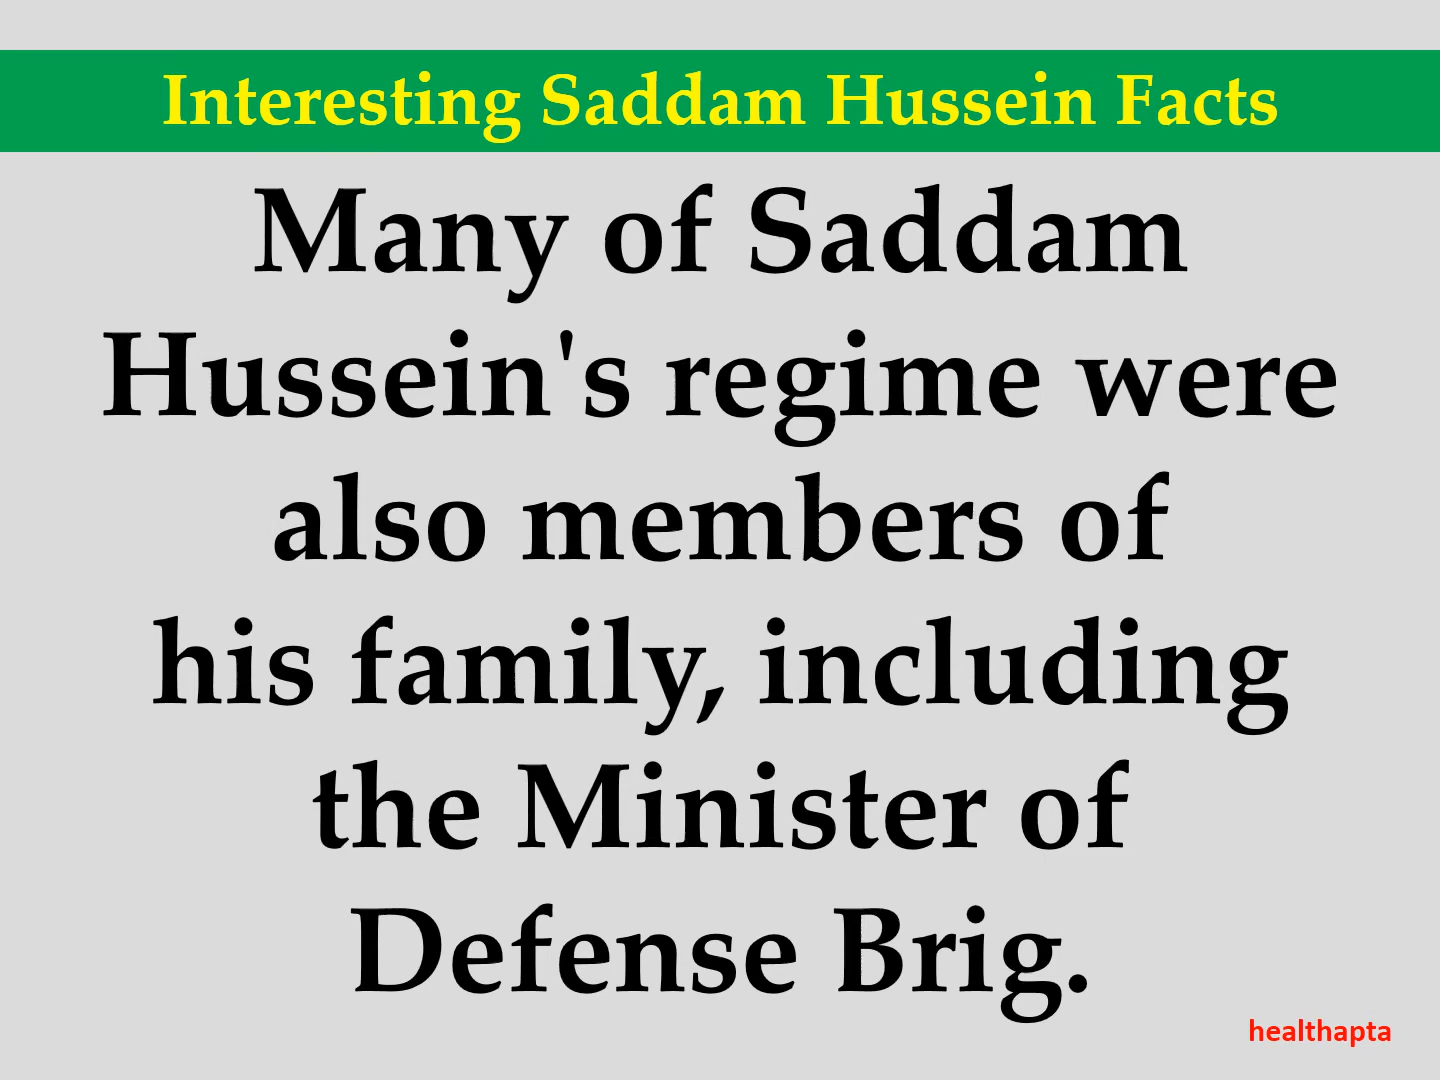 Interesting Saddam Hussein Facts
Many of Saddam
Hussein's regime were
also members of
his family, including
the Minister of
Defense Brig.
healthapta